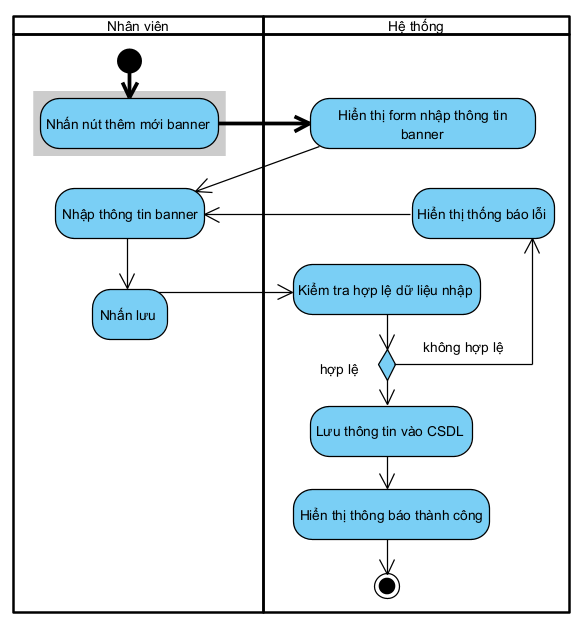 Nhân viên
Hệ thống
Nhấn nút thêm mới banner
Hiển thị form nhập thông tin
banner
Nhập thông tin banner
Hiển thị thống báo lỗi
Nhấn lưu
Kiểm tra hợp lệ dữ liệu nhập
không hợp lệ
hợp lệ
Lưu thông tin vào CSDL
Hiển thị thông báo thành công